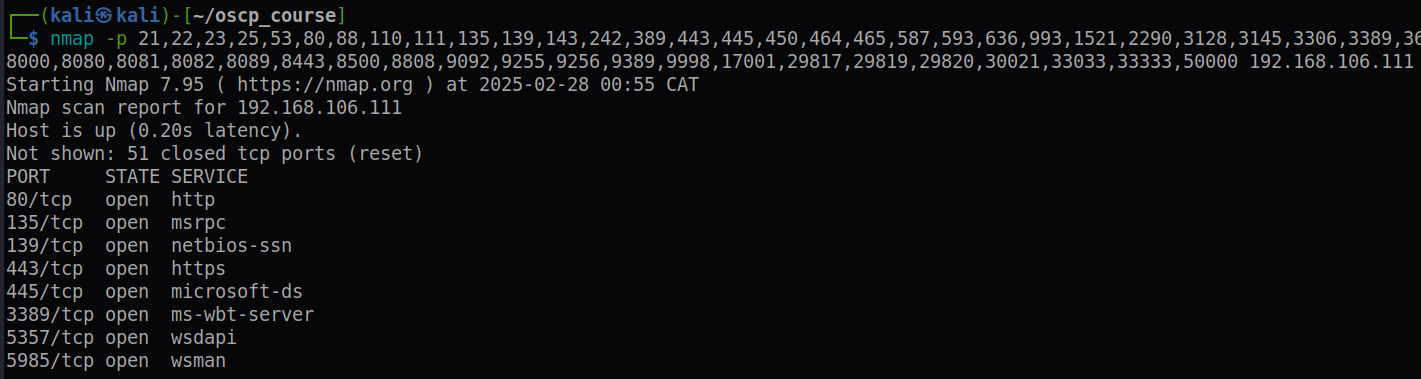 ┌──(kali㉿kali)-[~/oscp_course]
└─$ nmap -p 21,22,23,25,53,80,88,110,111,135,139,143,242,389,443,445,450,464,465,587,593,636,993,1521,2290,3128,3145,3306,3389,36
8000,8080,8081,8082,8089,8443,8500,8808,9092,9255,9256,9389,9998,17001,29817,29819,29820,30021,33033,33333,50000 192.168.106.111
Starting Nmap 7.95 ( https://nmap.org ) at 2025-02-28 00:55 CAT
Nmap scan report for 192.168.106.111
Host is up (0.20s latency).
Not shown: 51 closed tcp ports (reset)
PORT     STATE SERVICE
80/tcp   open  http
135/tcp  open  msrpc
139/tcp  open  netbios-ssn
443/tcp  open  https
445/tcp  open  microsoft-ds
3389/tcp open  ms-wbt-server
5357/tcp open  wsdapi
5985/tcp open  wsman